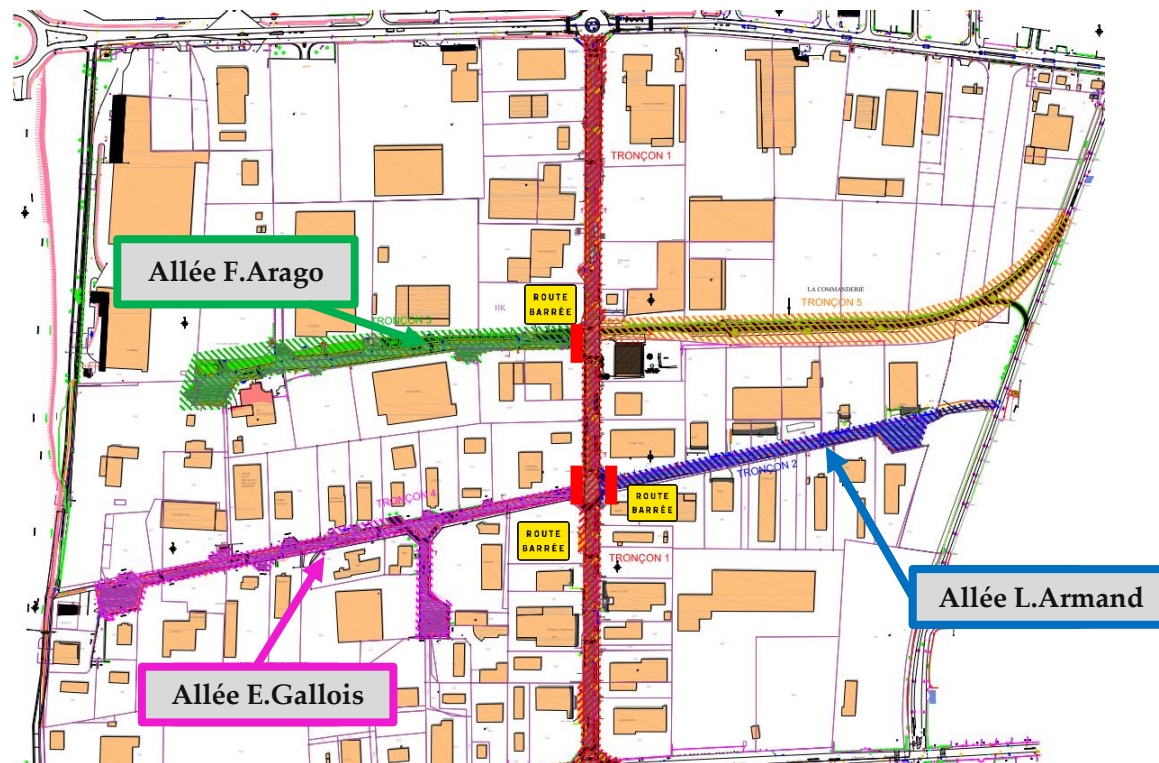 TRONÇON 1
Allée F.Arago
LA COMMANDERIE
TRONÇON 5
ROUTE
BARRÉE
HK
TRONÇON 3
TRONÇON 2
TRONÇON 4
ROUTE
BARRÉE
ROUTE
BARRÉE
TRONÇON 1
Allée L.Armand
Allée E.Gallois